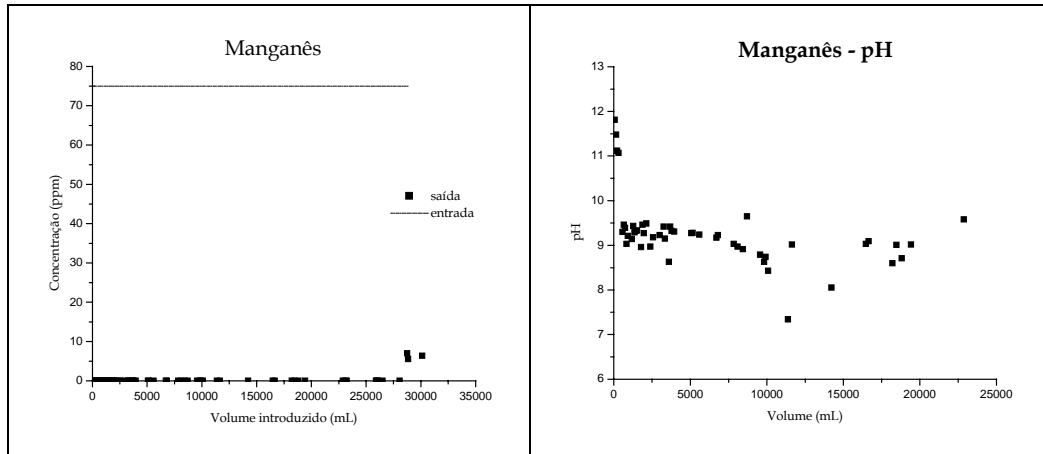 Manganês
80
70
60
50
40
30
20
10
0
Concentração (ppm)
saída
entrada
0 5000 10000 15000 20000 25000 30000 35000
Volume introduzido (mL)
Manganês - pH
13
12
11
10
9
8
7
6
pH
0 5000 10000 15000 20000 25000
Volume (mL)